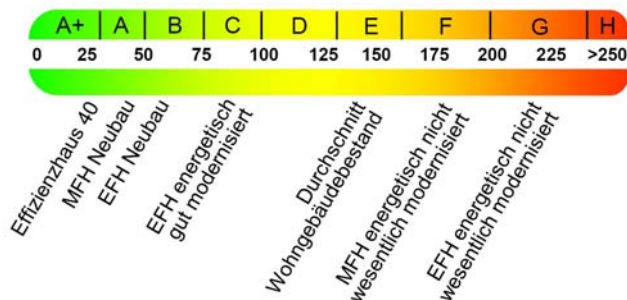 A+ A B C D E F G H
0 25 50 75 100 125 150 175 200 225 >250
Effizienzhaus 40
MFH Neubau
EFH Neubau
EFH energetisch
gut modernisiert
Durchschnitt
Wohngebäudebestand
MFH energetisch nicht
wesentlich modernisiert
EFH energetisch nicht
wesentlich modernisiert